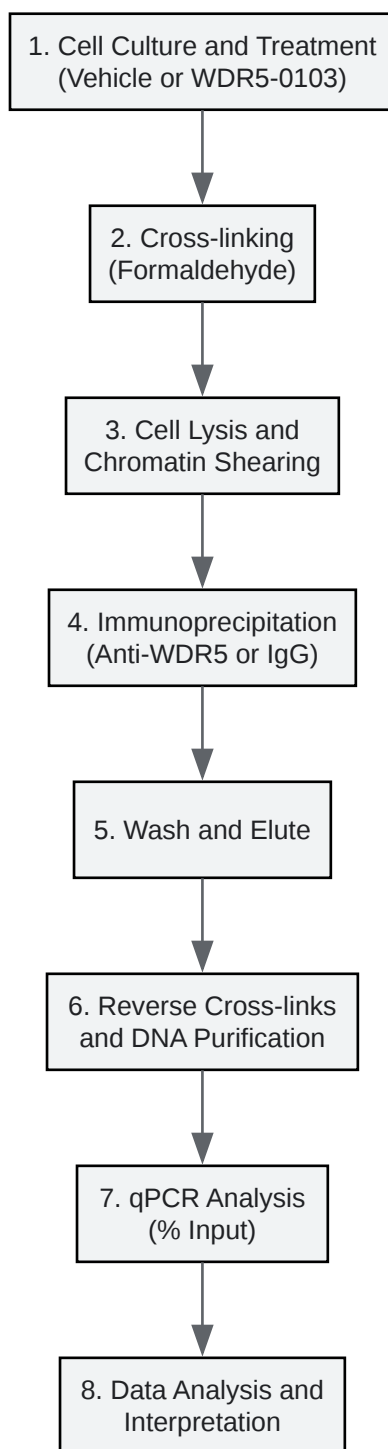 1. Cell Culture and Treatment
(Vehicle or WDR5-0103)
2. Cross-linking
(Formaldehyde)
3. Cell Lysis and
Chromatin Shearing
4. Immunoprecipitation
(Anti-WDR5 or IgG)
5. Wash and Elute
6. Reverse Cross-links
and DNA Purification
7. qPCR Analysis
(% Input)
8. Data Analysis and
Interpretation